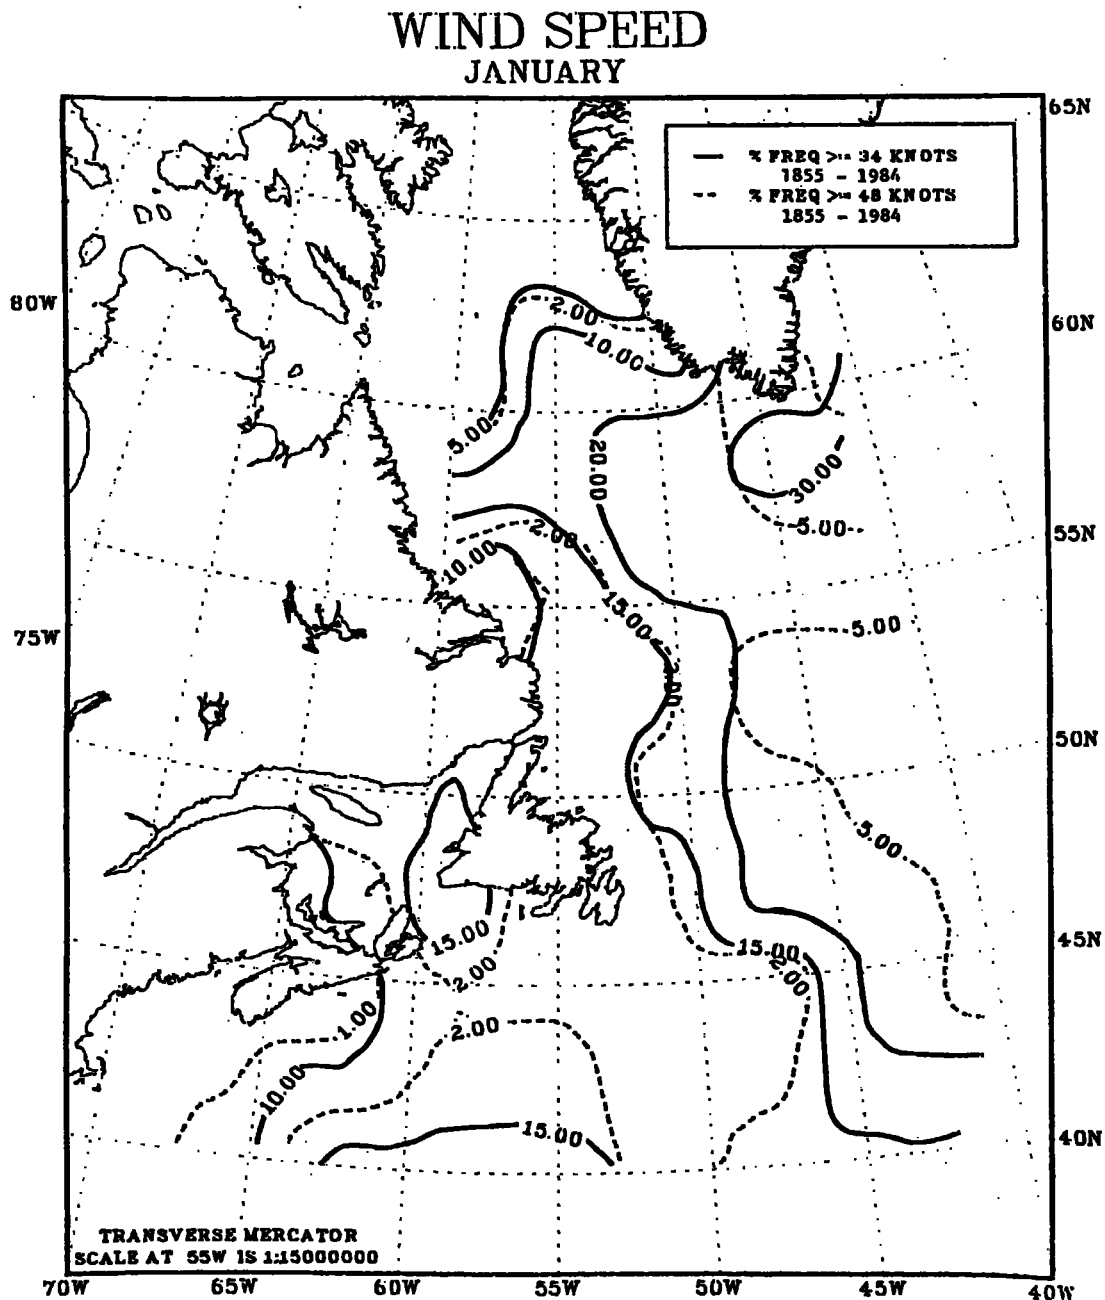 WIND SPEED
JANUARY
65N
% FREQ >= 34 KNOTS
1855 - 1984
% FREQ >= 48 KNOTS
1855 - 1984
80W
60N
2.00
10.00
5.00
20.00
30.00
5.00
55N
2.00
10.00
15.00
5.00
75W
2.00
50N
5.00
15.00
45N
15.00
2.00
2.00
1.00
2.00
10.00
15.00
40N
TRANSVERSE MERCATOR
SCALE AT 55W IS 1:15000000
70W 65W 60W 55W 50W 45W 40W